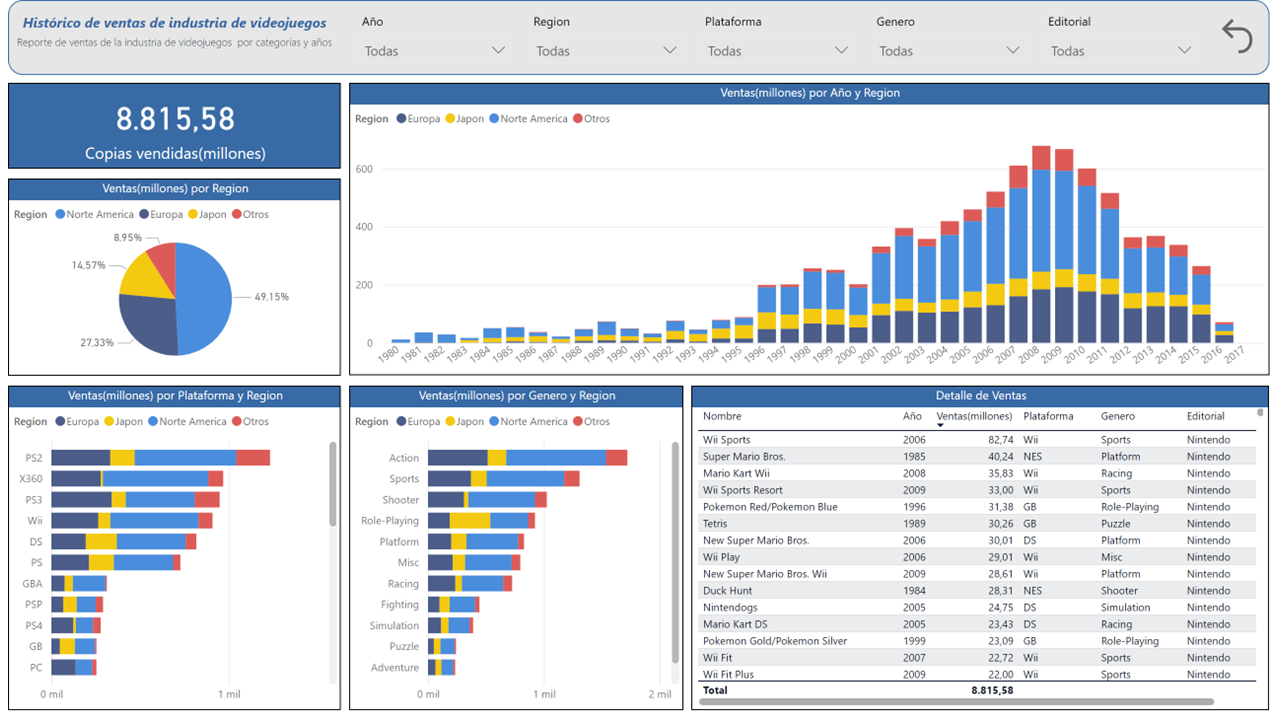 Histórico de ventas de industria de videojuegos
Reporte de ventas de la industria de videojuegos por categorias y años
Año
Region
Plataforma
Genero
Editorial
Todas
Todas
Todas
Todas
Todas
8.815,58
Copias vendidas(millones)
Ventas(millones) por Region
Region Norte America Europa Japon Otros
8.95%
14,57%
49,15%
27,33%
Ventas(millones) por Año y Region
Region Europa Japon Norte America Otros
600
400
200
0
1980 1981 1982 1983 1984 1985 1986 1987 1988 1989 1990 1991 1992 1993 1994 1995 1996 1997 1998 1999 2000 2001 2002 2003 2004 2005 2006 2007 2008 2009 2010 2011 2012 2013 2014 2015 2016 2017
Ventas(millones) por Plataforma y Region
Region Europa Japon Norte America Otros
PS2
X360
PS3
Wii
DS
PS
GBA
PSP
PS4
GB
PC
0 mil 1 mil
Ventas(millones) por Genero y Region
Region Europa Japon Norte America Otros
Action
Sports
Shooter
Role-Playing
Platform
Misc
Racing
Fighting
Simulation
Puzzle
Adventure
0 mil 1 mil 2 mil
Detalle de Ventas
Nombre Año Ventas(millones) Plataforma Genero Editorial
Wii Sports 2006 82,74 Wii Sports Nintendo
Super Mario Bros. 1985 40,24 NES Platform Nintendo
Mario Kart Wii 2008 35,83 Wii Racing Nintendo
Wii Sports Resort 2009 33,00 Wii Sports Nintendo
Pokemon Red/Pokemon Blue 1996 31,38 GB Role-Playing Nintendo
Tetris 1989 30,26 GB Puzzle Nintendo
New Super Mario Bros. 2006 30,01 DS Platform Nintendo
Wii Play 2006 29,01 Wii Misc Nintendo
New Super Mario Bros. Wii 2009 28,61 Wii Platform Nintendo
Duck Hunt 1984 28,31 NES Shooter Nintendo
Nintendogs 2005 24,75 DS Simulation Nintendo
Mario Kart DS 2005 23,43 DS Racing Nintendo
Pokemon Gold/Pokemon Silver 1999 23,09 GB Role-Playing Nintendo
Wii Fit 2007 22,72 Wii Sports Nintendo
Wii Fit Plus 2009 22,00 Wii Sports Nintendo
Total 8.815,58